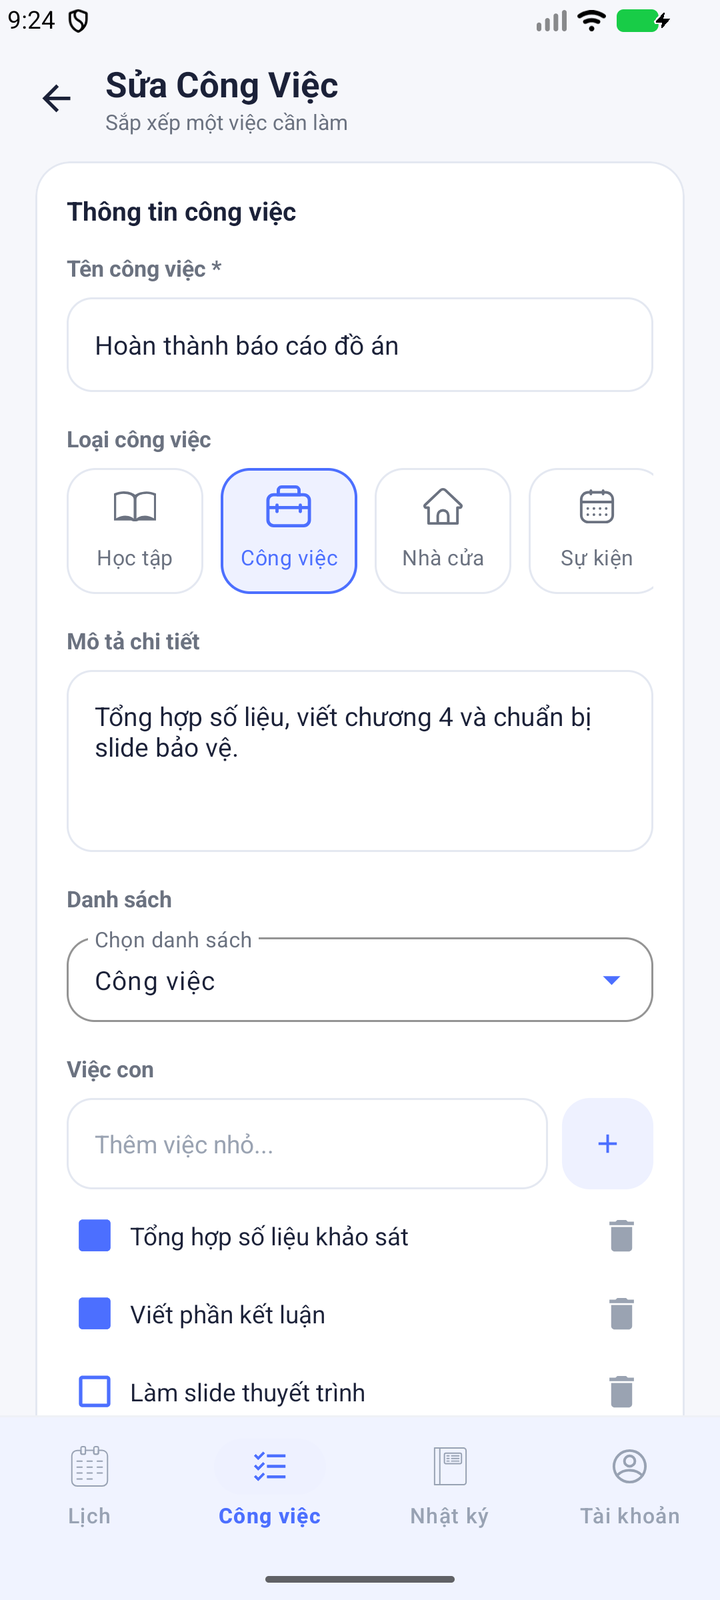 9:24
Sửa Công Việc
Sắp xếp một việc cần làm
Thông tin công việc
Tên công việc *
Hoàn thành báo cáo đồ án
Loại công việc
Học tập
Công việc
Nhà cửa
Sự kiện
Mô tả chi tiết
Tổng hợp số liệu, viết chương 4 và chuẩn bị
slide bảo vệ.
Danh sách
Chọn danh sách
Công việc
Việc con
Thêm việc nhỏ...
+
Tổng hợp số liệu khảo sát
Viết phần kết luận
Làm slide thuyết trình
Lịch
Công việc
Nhật ký
Tài khoản